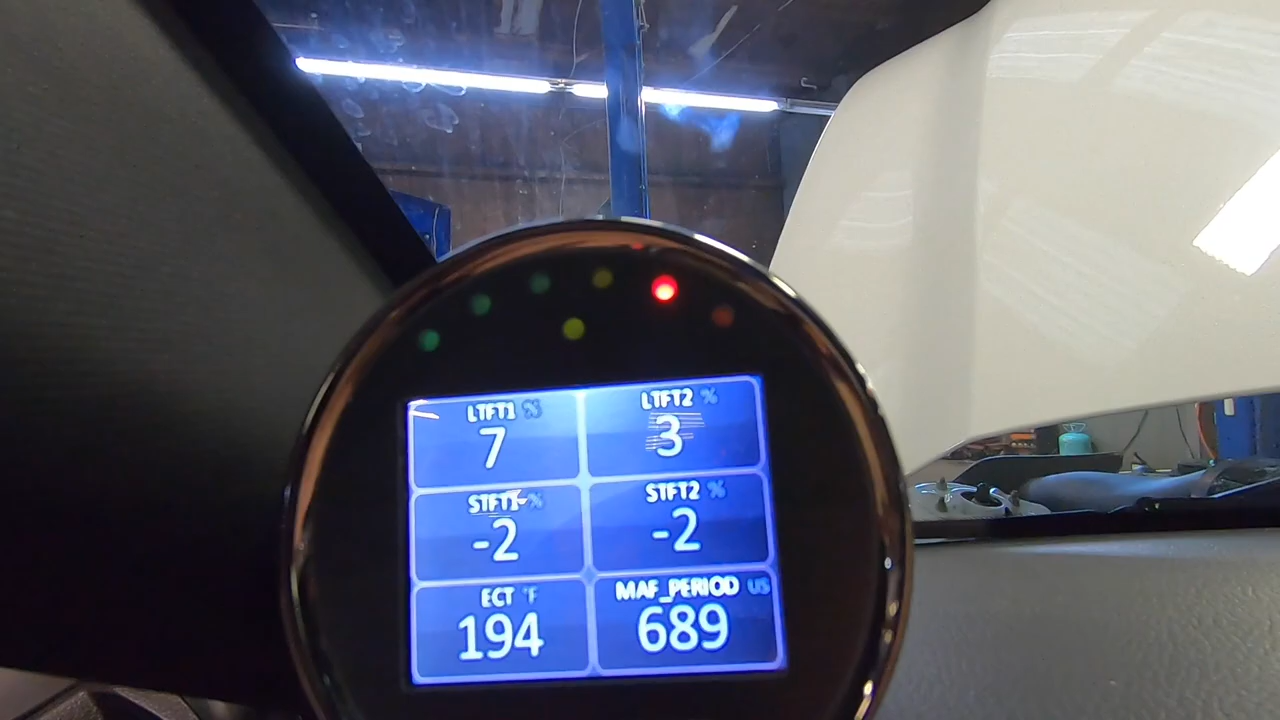 LTFT1 % LTFT2 %
7 3
STFT1 % STFT2 %
-2 -2
ECT °F MAF_PERIOD US
194 689